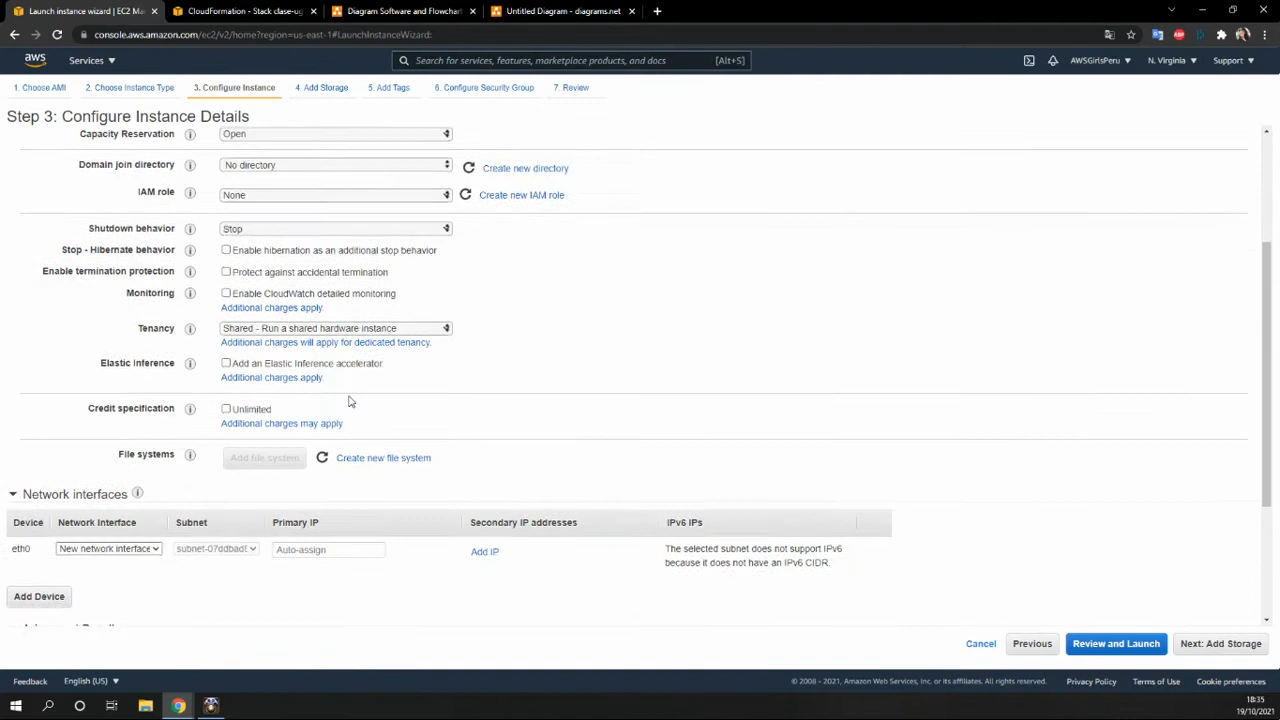 Launch instance wizard | EC2 Mar
CloudFormation - Stack clase-ug
Diagram Software and Flowchart
Untitled Diagram - diagrams.net
console.aws.amazon.com/ec2/v2/home?region=us-east-1#LaunchInstanceWizard:
aws
Services
Search for services, features, marketplace products, and docs
[Alt+S]
AWSGirlsPeru
N. Virginia
Support
1. Choose AMI
2. Choose Instance Type
3. Configure Instance
4. Add Storage
5. Add Tags
6. Configure Security Group
7. Review
Step 3: Configure Instance Details
Capacity Reservation
Open
Domain join directory
No directory
Create new directory
IAM role
None
Create new IAM role
Shutdown behavior
Stop
Stop - Hibernate behavior
Enable hibernation as an additional stop behavior
Enable termination protection
Protect against accidental termination
Monitoring
Enable CloudWatch detailed monitoring
Additional charges apply.
Tenancy
Shared - Run a shared hardware instance
Additional charges will apply for dedicated tenancy.
Elastic Inference
Add an Elastic Inference accelerator
Additional charges apply.
Credit specification
Unlimited
Additional charges may apply
File systems
Add file system
Create new file system
Network interfaces
Device
Network Interface
Subnet
Primary IP
Secondary IP addresses
IPv6 IPs
eth0
New network interface
subnet-07ddbad8
Auto-assign
Add IP
The selected subnet does not support IPv6
because it does not have an IPv6 CIDR.
Add Device
Cancel
Previous
Review and Launch
Next: Add Storage
Feedback
English (US)
© 2008 - 2021, Amazon Web Services, Inc. or its affiliates. All rights reserved.
Privacy Policy
Terms of Use
Cookie preferences
18:35
19/10/2021